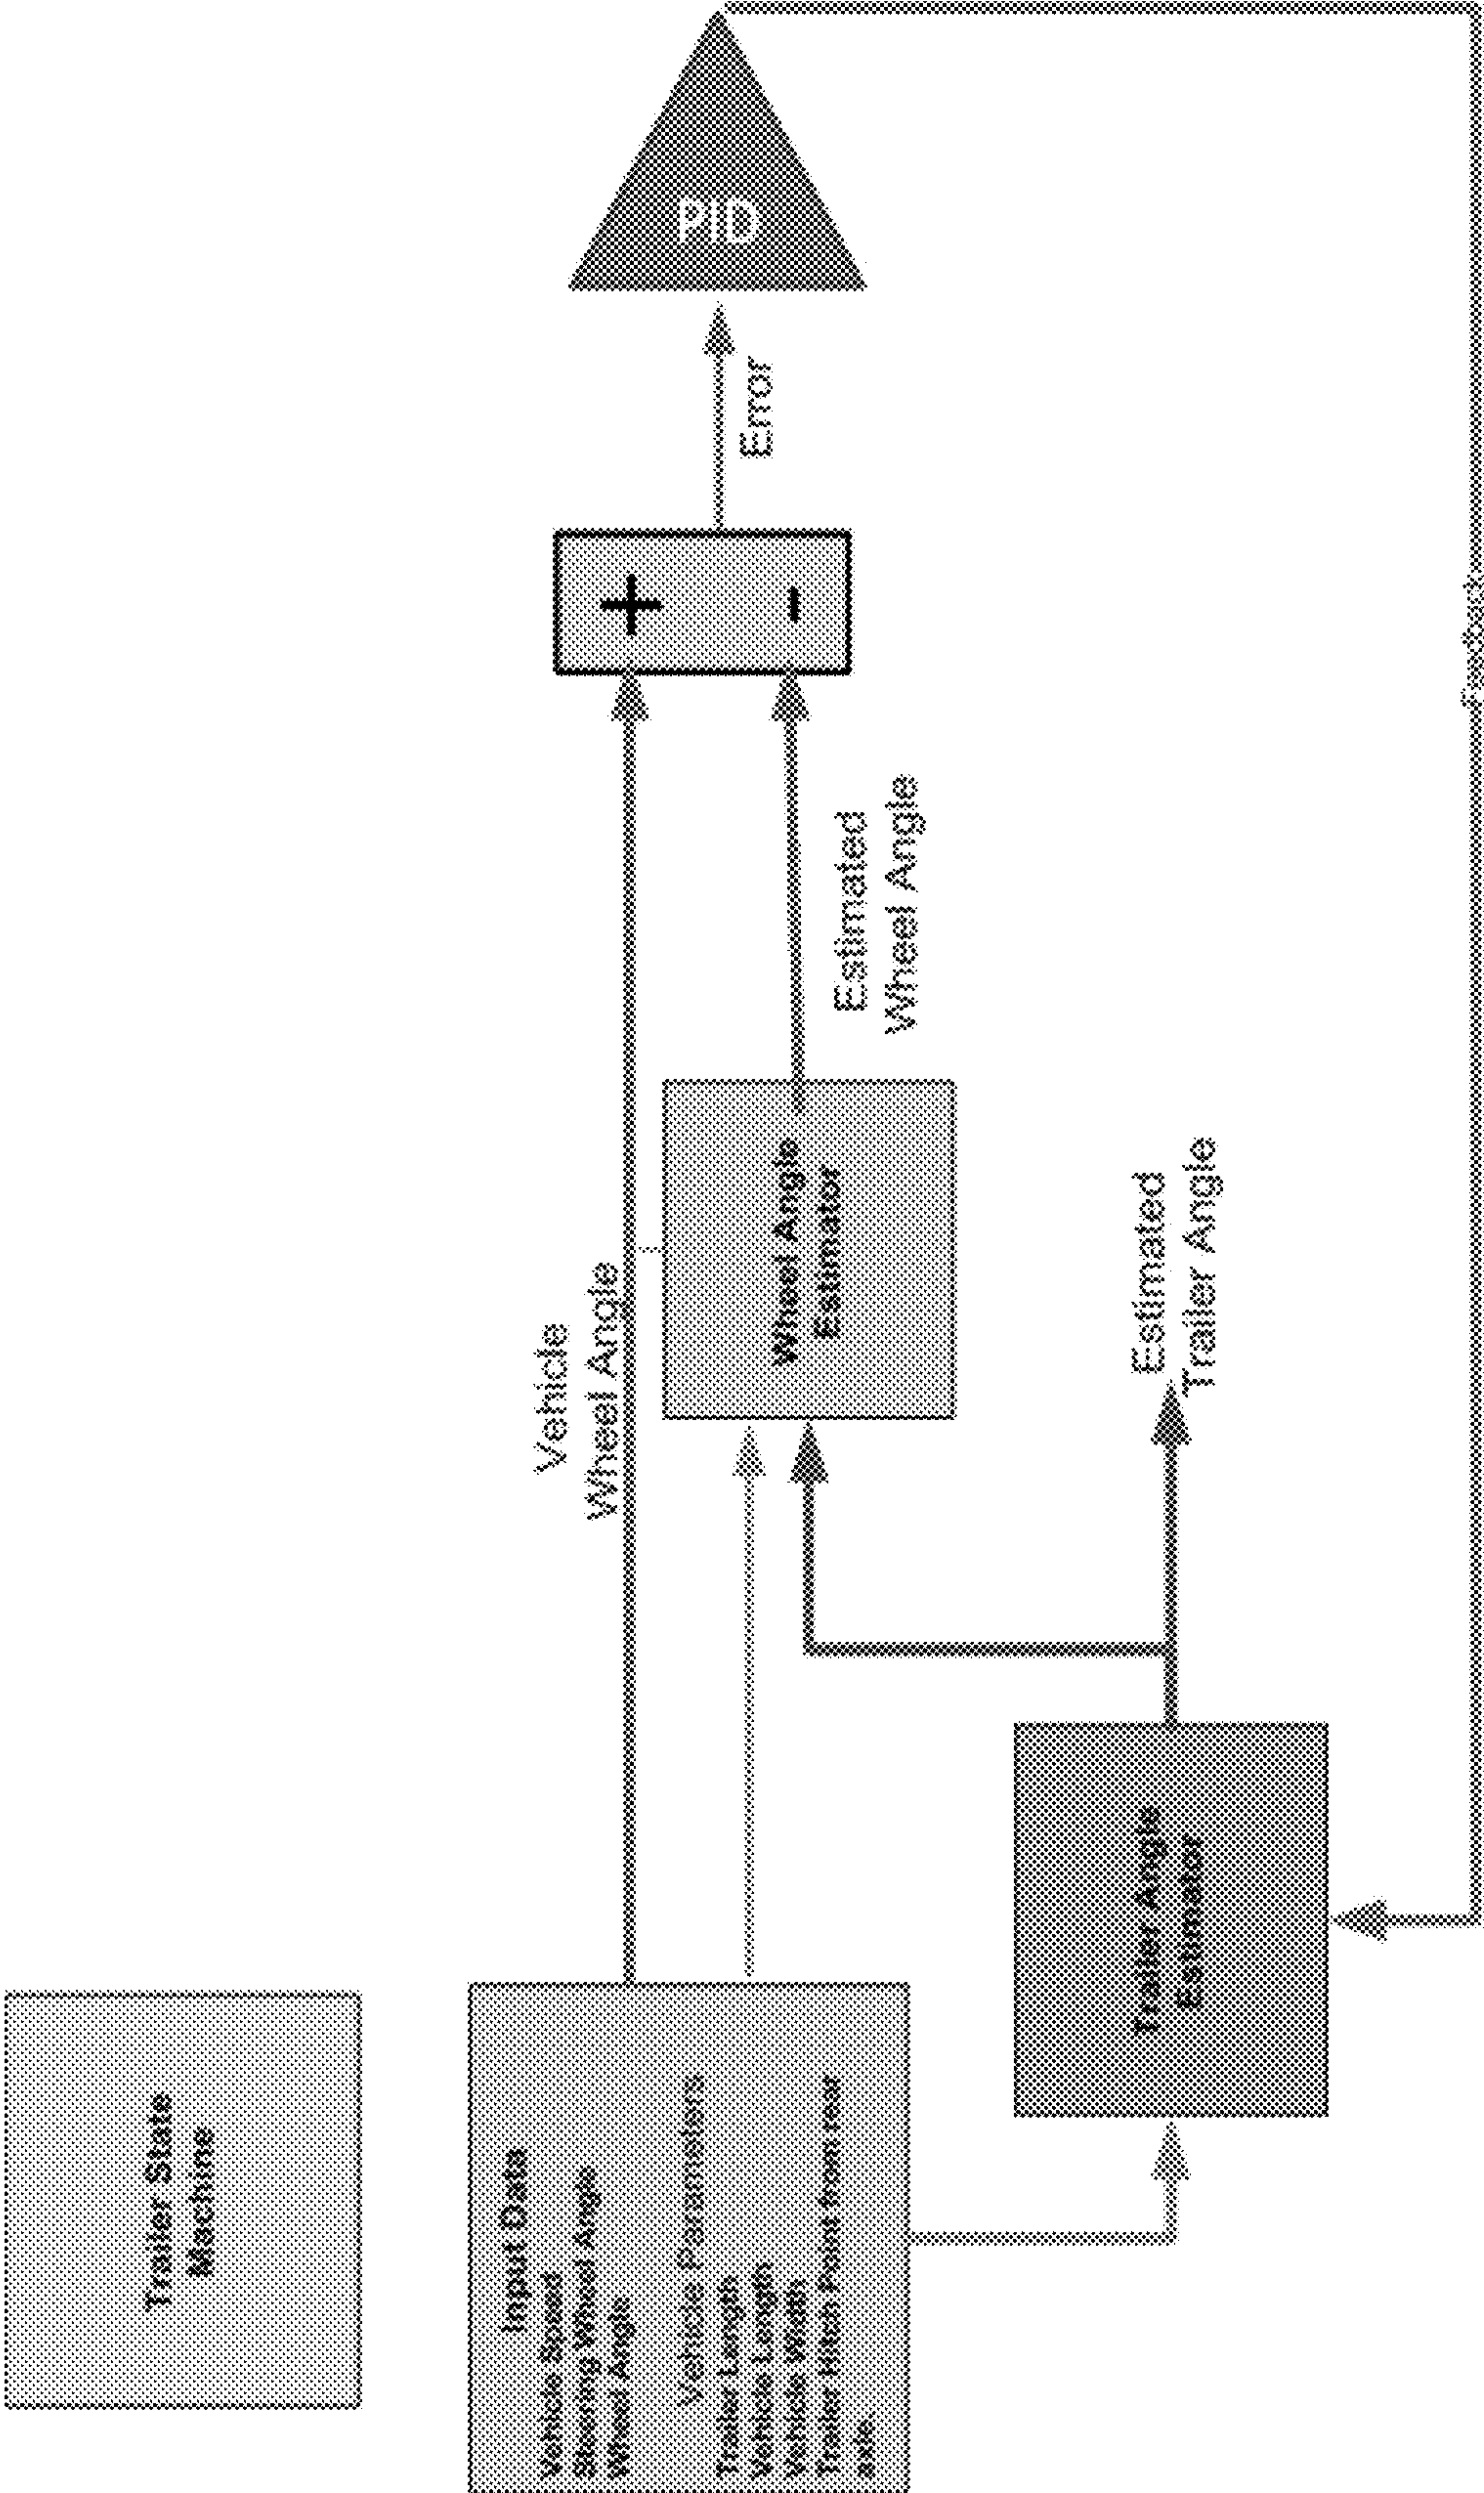 Trailer State
Machine
Input Data
Vehicle Speed
Steering Wheel Angle
Wheel Angle
Vehicle Parameters
Trailer Length
Vehicle Length
Vehicle Width
Trailer Hitch Point from rear
axle
Vehicle
Wheel Angle
Wheel Angle
Estimator
Estimated
Wheel Angle
+
-
Error
PID
Trailer Angle
Estimator
Estimated
Trailer Angle